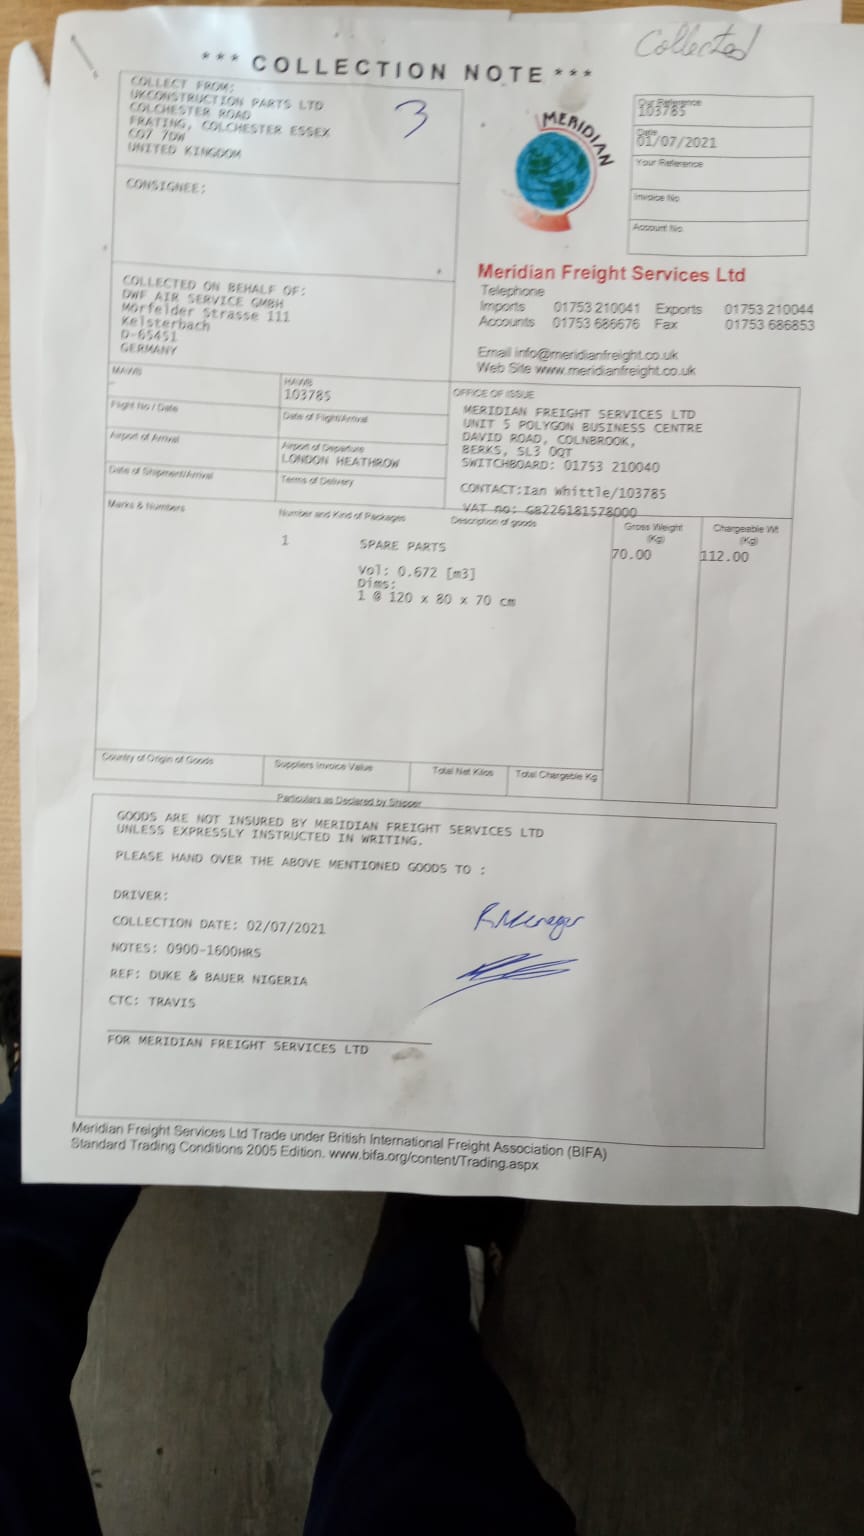 Collected
*** COLLECTION NOTE ***
COLLECT FROM:
UKCONSTRUCTION PARTS LTD
COLCHESTER ROAD
FRATING, COLCHESTER ESSEX
CO7 7DW
UNITED KINGDOM
3
CONSIGNEE:
MERIDIAN
Our Reference
103785
Date
01/07/2021
Your Reference
Invoice No
Account No
COLLECTED ON BEHALF OF:
DWF AIR SERVICE GMBH
Mörfelder Strasse 111
Kelsterbach
D-65451
GERMANY
Meridian Freight Services Ltd
Telephone
Imports 01753 210041 Exports 01753 210044
Accounts 01753 686676 Fax 01753 686853
Email info@meridianfreight.co.uk
Web Site www.meridianfreight.co.uk
MAWB
-
HAWB
103785
Flight No / Date
Date of Flight/Arrival
Airport of Arrival
Airport of Departure
LONDON HEATHROW
Date of Shipment/Arrival
Terms of Delivery
OFFICE OF ISSUE
MERIDIAN FREIGHT SERVICES LTD
UNIT 5 POLYGON BUSINESS CENTRE
DAVID ROAD, COLNBROOK,
BERKS, SL3 0QT
SWITCHBOARD: 01753 210040
CONTACT:Ian Whittle/103785
VAT no: GB226181578000
Marks & Numbers
Number and Kind of Packages
Description of goods
Gross Weight
(Kg)
Chargeable Wt
(Kg)
1 SPARE PARTS 70.00 112.00
Vol: 0.672 [m3]
Dims:
1 @ 120 x 80 x 70 cm
Country of Origin of Goods
Suppliers Invoice Value
Total Net Kilos
Total Chargeble Kg
Particulars as Declared by Shipper
GOODS ARE NOT INSURED BY MERIDIAN FREIGHT SERVICES LTD
UNLESS EXPRESSLY INSTRUCTED IN WRITING.
PLEASE HAND OVER THE ABOVE MENTIONED GOODS TO :
DRIVER:
COLLECTION DATE: 02/07/2021
NOTES: 0900-1600HRS
REF: DUKE & BAUER NIGERIA
CTC: TRAVIS
FOR MERIDIAN FREIGHT SERVICES LTD
Meridian Freight Services Ltd Trade under British International Freight Association (BIFA)
Standard Trading Conditions 2005 Edition. www.bifa.org/content/Trading.aspx